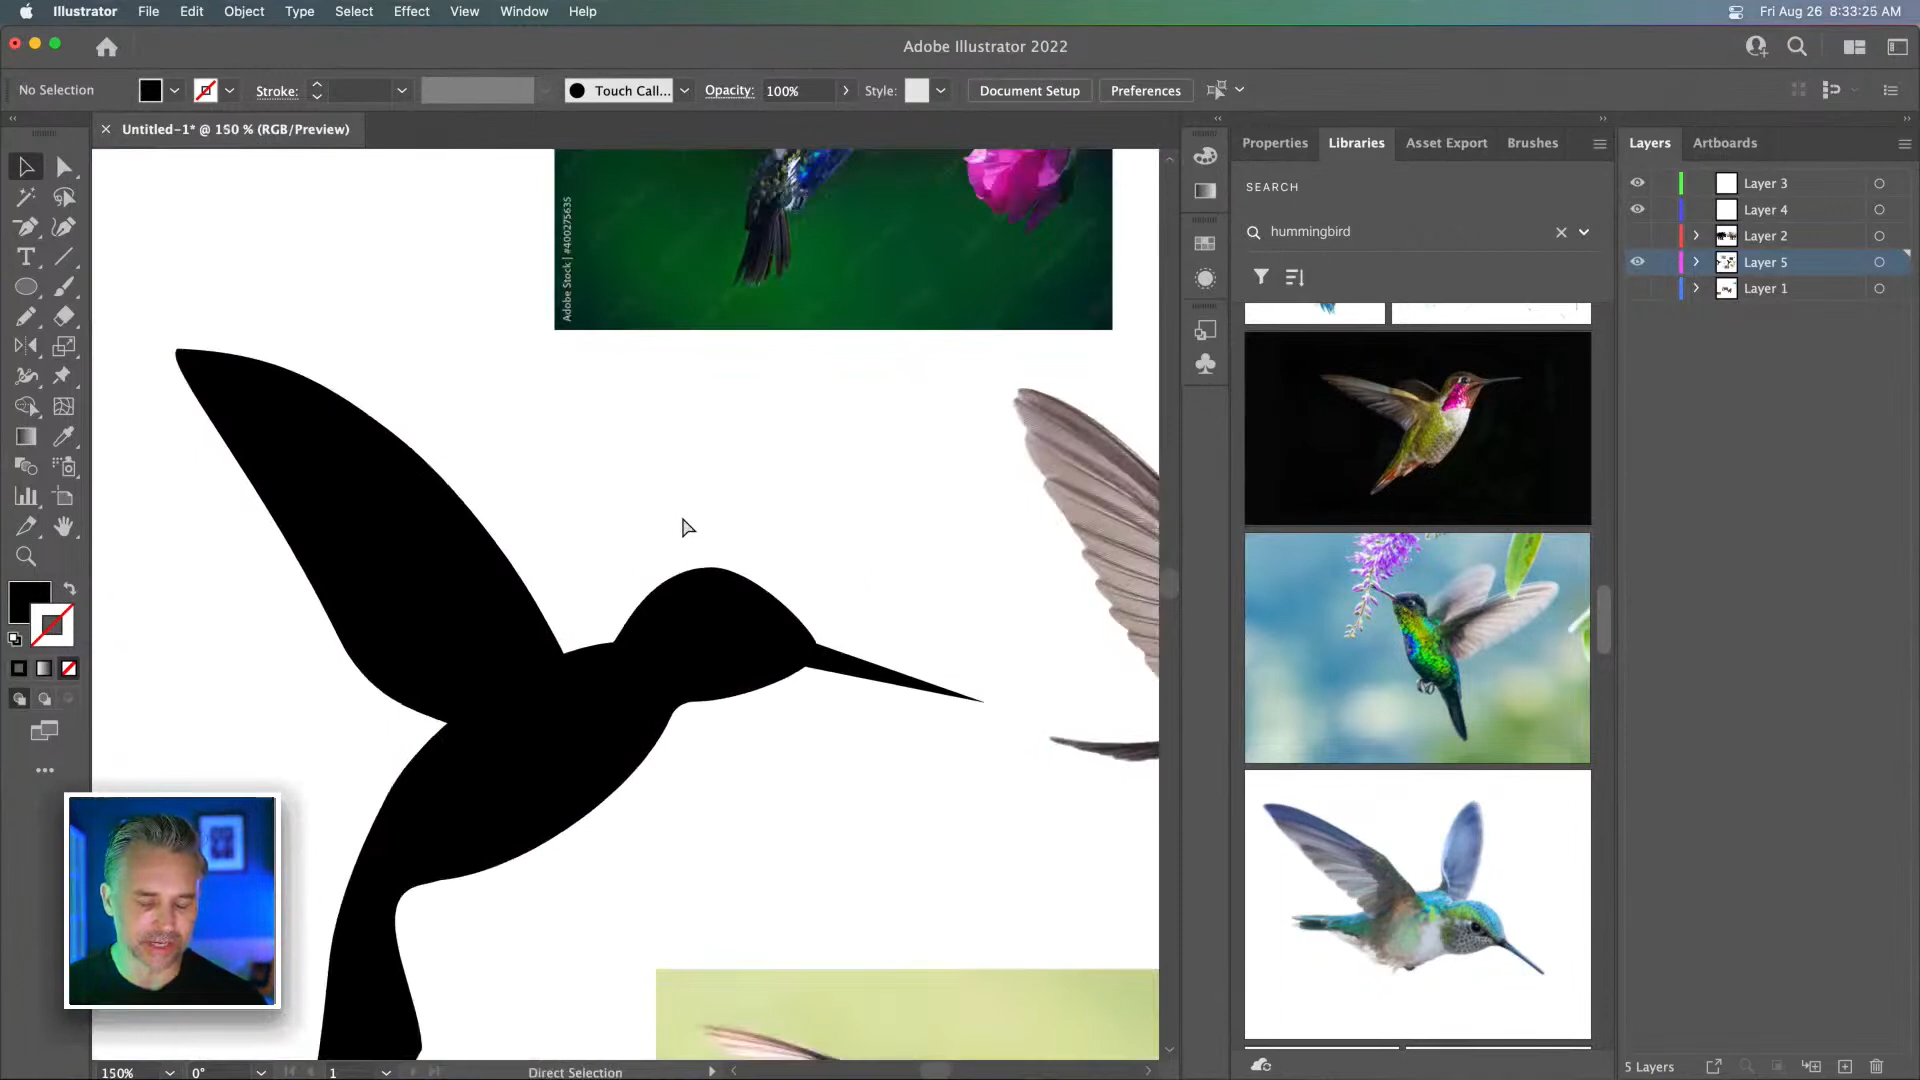 Illustrator File Edit Object Type Select Effect View Window Help
Fri Aug 26 8:33:25 AM
Adobe Illustrator 2022
No Selection
Stroke:
Touch Call...
Opacity: 100%
Style:
Document Setup
Preferences
Untitled-1* @ 150 % (RGB/Preview)
Adobe Stock | #400275635
Properties Libraries Asset Export Brushes
SEARCH
hummingbird
Layers Artboards
Layer 3
Layer 4
Layer 2
Layer 5
Layer 1
150%
0°
1
Direct Selection
5 Layers